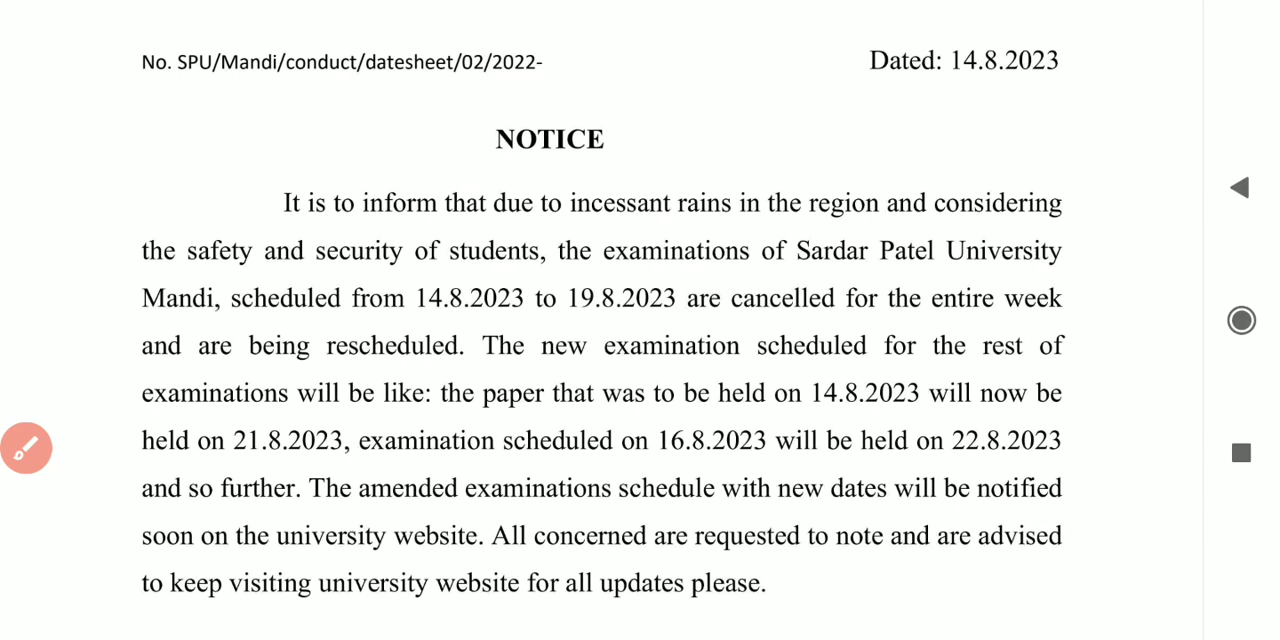 No. SPU/Mandi/conduct/datesheet/02/2022- Dated: 14.8.2023
NOTICE
It is to inform that due to incessant rains in the region and considering
the safety and security of students, the examinations of Sardar Patel University
Mandi, scheduled from 14.8.2023 to 19.8.2023 are cancelled for the entire week
and are being rescheduled. The new examination scheduled for the rest of
examinations will be like: the paper that was to be held on 14.8.2023 will now be
held on 21.8.2023, examination scheduled on 16.8.2023 will be held on 22.8.2023
and so further. The amended examinations schedule with new dates will be notified
soon on the university website. All concerned are requested to note and are advised
to keep visiting university website for all updates please.